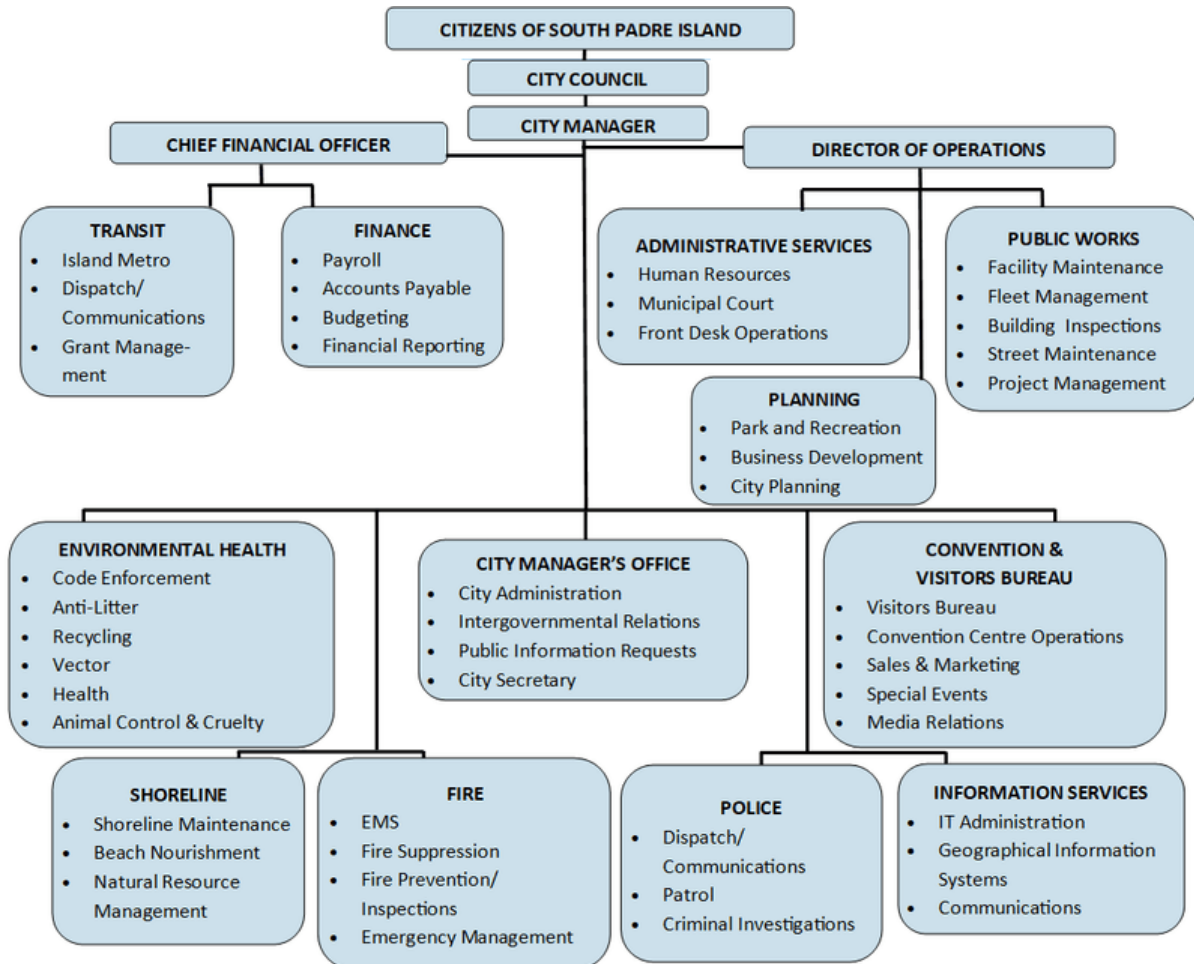 CITIZENS OF SOUTH PADRE ISLAND
CITY COUNCIL
CITY MANAGER
CHIEF FINANCIAL OFFICER
DIRECTOR OF OPERATIONS
TRANSIT
• Island Metro
• Dispatch/
Communications
• Grant Manage-
ment
FINANCE
• Payroll
• Accounts Payable
• Budgeting
• Financial Reporting
ADMINISTRATIVE SERVICES
• Human Resources
• Municipal Court
• Front Desk Operations
PUBLIC WORKS
• Facility Maintenance
• Fleet Management
• Building Inspections
• Street Maintenance
• Project Management
PLANNING
• Park and Recreation
• Business Development
• City Planning
ENVIRONMENTAL HEALTH
• Code Enforcement
• Anti-Litter
• Recycling
• Vector
• Health
• Animal Control & Cruelty
CITY MANAGER'S OFFICE
• City Administration
• Intergovernmental Relations
• Public Information Requests
• City Secretary
CONVENTION &
VISITORS BUREAU
• Visitors Bureau
• Convention Centre Operations
• Sales & Marketing
• Special Events
• Media Relations
SHORELINE
• Shoreline Maintenance
• Beach Nourishment
• Natural Resource
Management
FIRE
• EMS
• Fire Suppression
• Fire Prevention/
Inspections
• Emergency Management
POLICE
• Dispatch/
Communications
• Patrol
• Criminal Investigations
INFORMATION SERVICES
• IT Administration
• Geographical Information
Systems
• Communications